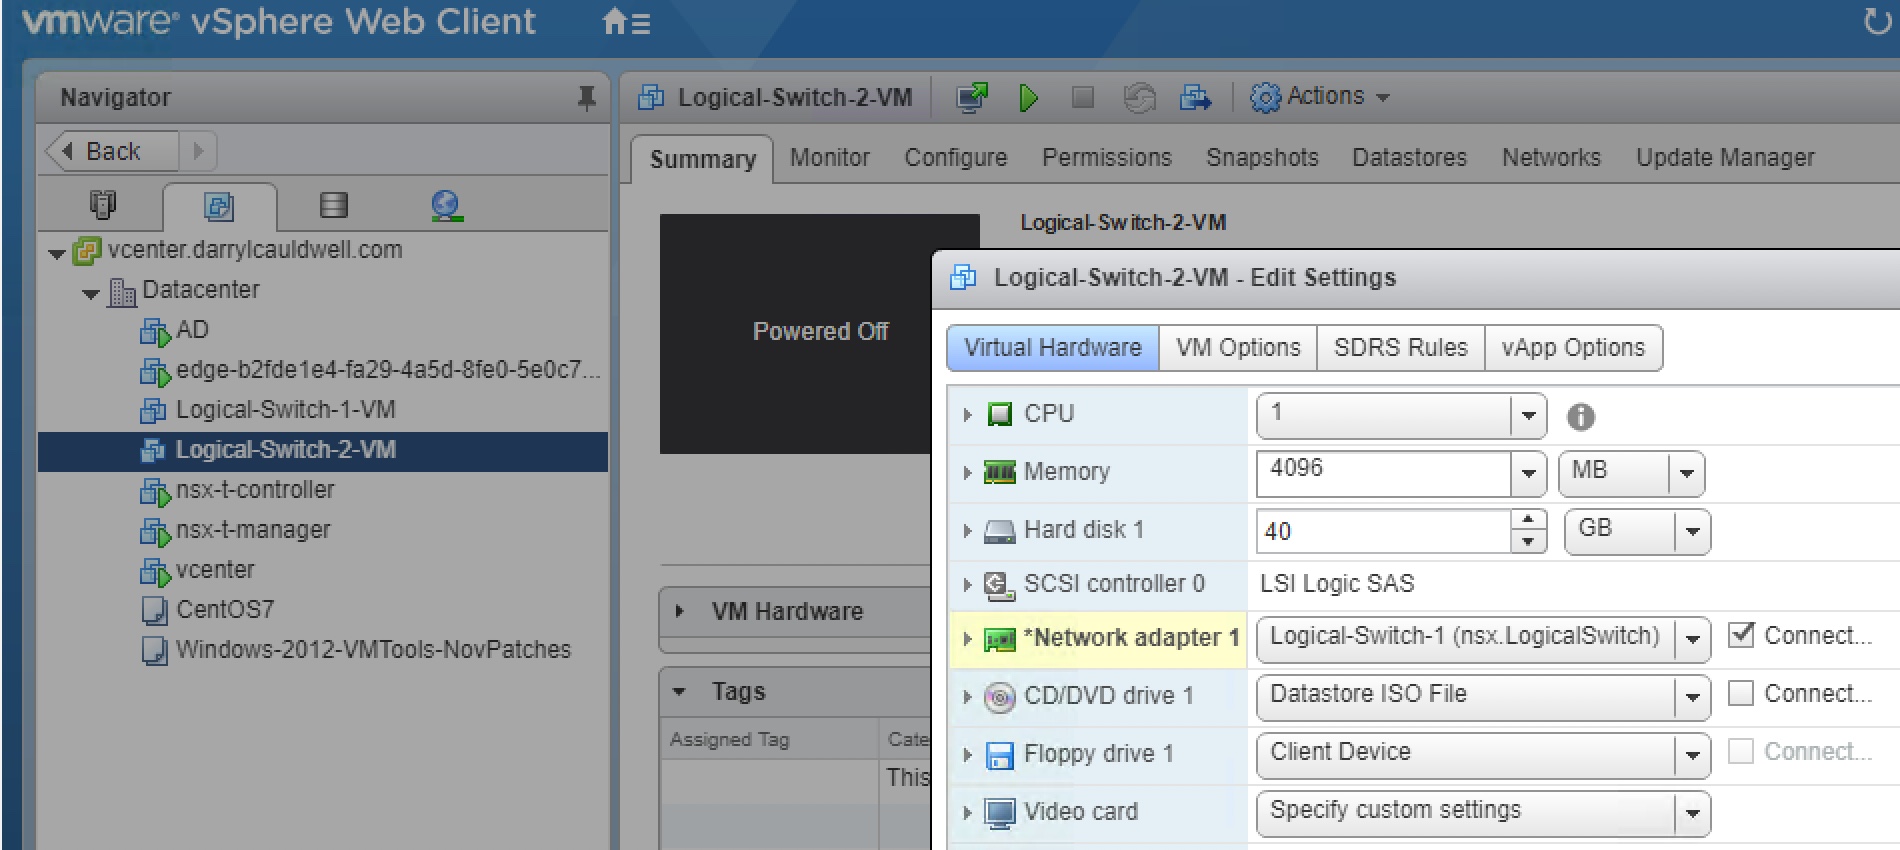 vmware® vSphere Web Client
Navigator
Back
vcenter.darrylcauldwell.com
Datacenter
AD
edge-b2fde1e4-fa29-4a5d-8fe0-5e0c7...
Logical-Switch-1-VM
Logical-Switch-2-VM
nsx-t-controller
nsx-t-manager
vcenter
CentOS7
Windows-2012-VMTools-NovPatches
Logical-Switch-2-VM Actions
Summary Monitor Configure Permissions Snapshots Datastores Networks Update Manager
Logical-Switch-2-VM
Powered Off
VM Hardware
Tags
Assigned Tag Cate
This
Logical-Switch-2-VM - Edit Settings
Virtual Hardware VM Options SDRS Rules vApp Options
CPU 1
Memory 4096 MB
Hard disk 1 40 GB
SCSI controller 0 LSI Logic SAS
*Network adapter 1 Logical-Switch-1 (nsx.LogicalSwitch) Connect...
CD/DVD drive 1 Datastore ISO File Connect...
Floppy drive 1 Client Device Connect...
Video card Specify custom settings